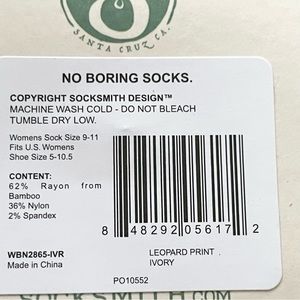 SANTA CRUZ CA.
NO BORING SOCKS.
COPYRIGHT SOCKSMITH DESIGN™
MACHINE WASH COLD - DO NOT BLEACH
TUMBLE DRY LOW.
Womens Sock Size 9-11
Fits U.S. Womens
Shoe Size 5-10.5
CONTENT:
62% Rayon from
Bamboo
36% Nylon
2% Spandex
8 48292 05617 2
WBN2865-IVR
Made in China
LEOPARD PRINT .
IVORY
PO10552
SOCKSMITH.COM